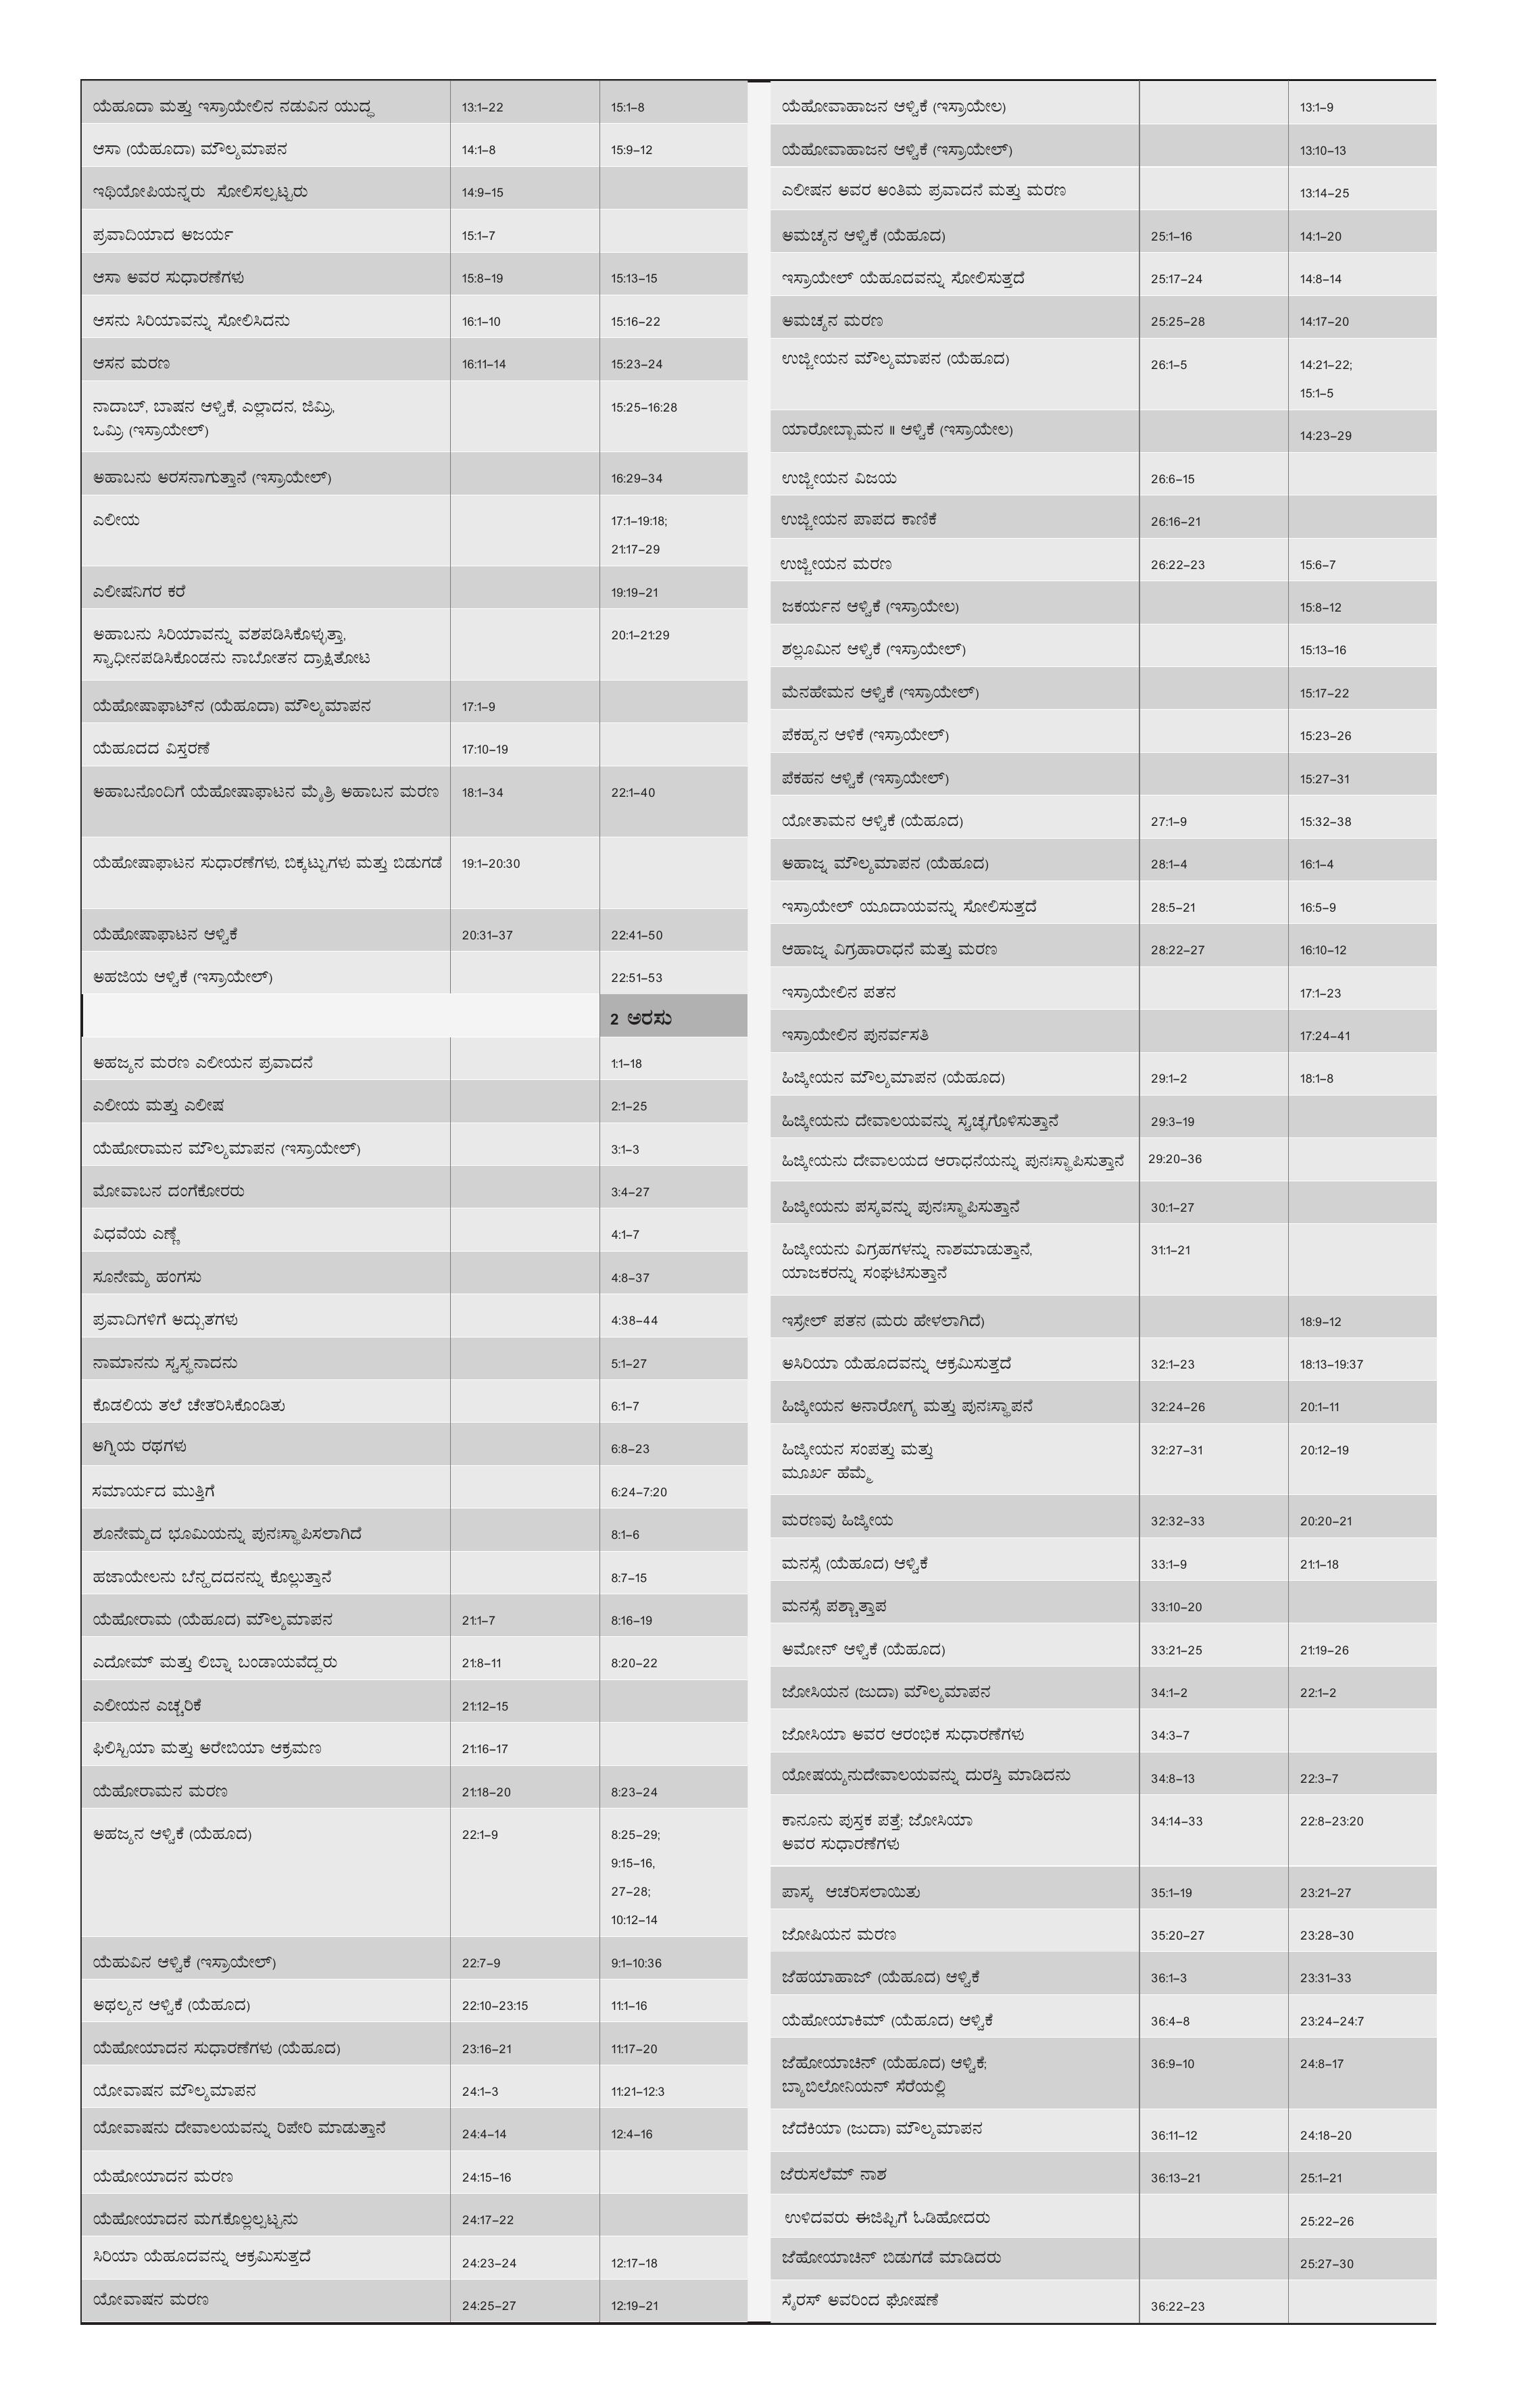 ಯೆಹೂದಾ ಮತ್ತು ಇಸ್ರಾಯೇಲಿನ ನಡುವಿನ ಯುದ್ಧ 13:1–22 15:1–8
ಆಸಾ (ಯೆಹೂದಾ) ಮೌಲ್ಯಮಾಪನ 14:1–8 15:9–12
ಇಥಿಯೋಪಿಯನ್ನರು ಸೋಲಿಸಲ್ಪಟ್ಟರು 14:9–15
ಪ್ರವಾದಿಯಾದ ಅಜರ್ಯ 15:1–7
ಆಸಾ ಅವರ ಸುಧಾರಣೆಗಳು 15:8–19 15:13–15
ಆಸನು ಸಿರಿಯಾವನ್ನು ಸೋಲಿಸಿದನು 16:1–10 15:16–22
ಆಸನ ಮರಣ 16:11–14 15:23–24
ನಾದಾಬ್, ಬಾಷನ ಆಳ್ವಿಕೆ, ಎಲ್ಲಾದನ, ಜಿಮ್ರಿ, 15:25–16:28
ಒಮ್ರಿ (ಇಸ್ರಾಯೇಲ್)
ಅಹಾಬನು ಅರಸನಾಗುತ್ತಾನೆ (ಇಸ್ರಾಯೇಲ್) 16:29–34
ಎಲೀಯ 17:1–19:18;
21:17–29
ಎಲೀಷನಿಗರ ಕರೆ 19:19–21
ಅಹಾಬನು ಸಿರಿಯಾವನ್ನು ವಶಪಡಿಸಿಕೊಳ್ಳುತ್ತಾ, 20:1–21:29
ಸ್ವಾಧೀನಪಡಿಸಿಕೊಂಡನು ನಾಬೋತನ ದ್ರಾಕ್ಷಿತೋಟ
ಯೆಹೋಷಾಫಾಟ್‌ನ (ಯೆಹೂದಾ) ಮೌಲ್ಯಮಾಪನ 17:1–9
ಯೆಹೂದದ ವಿಸ್ತರಣೆ 17:10–19
ಅಹಾಬನೊಂದಿಗೆ ಯೆಹೋಷಾಫಾಟನ ಮೈತ್ರಿ ಅಹಾಬನ ಮರಣ 18:1–34 22:1–40
ಯೆಹೋಷಾಫಾಟನ ಸುಧಾರಣೆಗಳು, ಬಿಕ್ಕಟ್ಟುಗಳು ಮತ್ತು ಬಿಡುಗಡೆ 19:1–20:30
ಯೆಹೋಷಾಫಾಟನ ಆಳ್ವಿಕೆ 20:31–37 22:41–50
ಅಹಜಿಯ ಆಳ್ವಿಕೆ (ಇಸ್ರಾಯೇಲ್) 22:51–53
2 ಅರಸು
ಅಹಜ್ಯನ ಮರಣ ಎಲೀಯನ ಪ್ರವಾದನೆ 1:1–18
ಎಲೀಯ ಮತ್ತು ಎಲೀಷ 2:1–25
ಯೆಹೋರಾಮನ ಮೌಲ್ಯಮಾಪನ (ಇಸ್ರಾಯೇಲ್) 3:1–3
ಮೋವಾಬನ ದಂಗೆಕೋರರು 3:4–27
ವಿಧವೆಯ ಎಣ್ಣೆ 4:1–7
ಸೂನೇಮ್ಯ ಹಂಗಸು 4:8–37
ಪ್ರವಾದಿಗಳಿಗೆ ಅದ್ಭುತಗಳು 4:38–44
ನಾಮಾನನು ಸ್ವಸ್ಥನಾದನು 5:1–27
ಕೊಡಲಿಯ ತಲೆ ಚೇತರಿಸಿಕೊಂಡಿತು 6:1–7
ಅಗ್ನಿಯ ರಥಗಳು 6:8–23
ಸಮಾರ್ಯದ ಮುತ್ತಿಗೆ 6:24–7:20
ಶೂನೇಮ್ಯದ ಭೂಮಿಯನ್ನು ಪುನಃಸ್ಥಾಪಿಸಲಾಗಿದೆ 8:1–6
ಹಜಾಯೇಲನು ಬೆನ್ಹದದನನ್ನು ಕೊಲ್ಲುತ್ತಾನೆ 8:7–15
ಯೆಹೋರಾಮ (ಯೆಹೂದ) ಮೌಲ್ಯಮಾಪನ 21:1–7 8:16–19
ಎದೋಮ್ ಮತ್ತು ಲಿಬ್ನಾ ಬಂಡಾಯವೆದ್ದರು 21:8–11 8:20–22
ಎಲೀಯನ ಎಚ್ಚರಿಕೆ 21:12–15
ಫಿಲಿಸ್ಟಿಯಾ ಮತ್ತು ಅರೇಬಿಯಾ ಆಕ್ರಮಣ 21:16–17
ಯೆಹೋರಾಮನ ಮರಣ 21:18–20 8:23–24
ಅಹಜ್ಯನ ಆಳ್ವಿಕೆ (ಯೆಹೂದ) 22:1–9 8:25–29;
9:15–16,
27–28;
10:12–14
ಯೆಹುವಿನ ಆಳ್ವಿಕೆ (ಇಸ್ರಾಯೇಲ್) 22:7–9 9:1–10:36
ಅಥಲ್ಯನ ಆಳ್ವಿಕೆ (ಯೆಹೂದ) 22:10–23:15 11:1–16
ಯೆಹೋಯಾದನ ಸುಧಾರಣೆಗಳು (ಯೆಹೂದ) 23:16–21 11:17–20
ಯೋವಾಷನ ಮೌಲ್ಯಮಾಪನ 24:1–3 11:21–12:3
ಯೋವಾಷನು ದೇವಾಲಯವನ್ನು ರಿಪೇರಿ ಮಾಡುತ್ತಾನೆ 24:4–14 12:4–16
ಯೆಹೋಯಾದನ ಮರಣ 24:15–16
ಯೆಹೋಯಾದನ ಮಗ.ಕೊಲ್ಲಲ್ಪಟ್ಟನು 24:17–22
ಸಿರಿಯಾ ಯೆಹೂದವನ್ನು ಆಕ್ರಮಿಸುತ್ತದೆ 24:23–24 12:17–18
ಯೋವಾಷನ ಮರಣ 24:25–27 12:19–21
ಯೆಹೋವಾಹಾಜನ ಆಳ್ವಿಕೆ (ಇಸ್ರಾಯೇಲ) 13:1–9
ಯೆಹೋವಾಹಾಜನ ಆಳ್ವಿಕೆ (ಇಸ್ರಾಯೇಲ್) 13:10–13
ಎಲೀಷನ ಅವರ ಅಂತಿಮ ಪ್ರವಾದನೆ ಮತ್ತು ಮರಣ 13:14–25
ಅಮಚ್ಯನ ಆಳ್ವಿಕೆ (ಯೆಹೂದ) 25:1–16 14:1–20
ಇಸ್ರಾಯೇಲ್ ಯೆಹೂದವನ್ನು ಸೋಲಿಸುತ್ತದೆ 25:17–24 14:8–14
ಅಮಚ್ಯನ ಮರಣ 25:25–28 14:17–20
ಉಜ್ಜೀಯನ ಮೌಲ್ಯಮಾಪನ (ಯೆಹೂದ) 26:1–5 14:21–22;
15:1–5
ಯಾರೋಬ್ಬಾಮನ II ಆಳ್ವಿಕೆ (ಇಸ್ರಾಯೇಲ) 14:23–29
ಉಜ್ಜೀಯನ ವಿಜಯ 26:6–15
ಉಜ್ಜೀಯನ ಪಾಪದ ಕಾಣಿಕೆ 26:16–21
ಉಜ್ಜೀಯನ ಮರಣ 26:22–23 15:6–7
ಜಕರ್ಯನ ಆಳ್ವಿಕೆ (ಇಸ್ರಾಯೇಲ) 15:8–12
ಶಲ್ಲೂಮಿನ ಆಳ್ವಿಕೆ (ಇಸ್ರಾಯೇಲ್) 15:13–16
ಮೆನಹೇಮನ ಆಳ್ವಿಕೆ (ಇಸ್ರಾಯೇಲ್) 15:17–22
ಪೆಕಹ್ಯನ ಆಳಿಕೆ (ಇಸ್ರಾಯೇಲ್) 15:23–26
ಪೆಕಹನ ಆಳ್ವಿಕೆ (ಇಸ್ರಾಯೇಲ್) 15:27–31
ಯೋತಾಮನ ಆಳ್ವಿಕೆ (ಯೆಹೂದ) 27:1–9 15:32–38
ಅಹಾಜ್ನ ಮೌಲ್ಯಮಾಪನ (ಯೆಹೂದ) 28:1–4 16:1–4
ಇಸ್ರಾಯೇಲ್ ಯೂದಾಯವನ್ನು ಸೋಲಿಸುತ್ತದೆ 28:5–21 16:5–9
ಆಹಾಜ್ನ ವಿಗ್ರಹಾರಾಧನೆ ಮತ್ತು ಮರಣ 28:22–27 16:10–12
ಇಸ್ರಾಯೇಲಿನ ಪತನ 17:1–23
ಇಸ್ರಾಯೇಲಿನ ಪುನರ್ವಸತಿ 17:24–41
ಹಿಜ್ಕೀಯನ ಮೌಲ್ಯಮಾಪನ (ಯೆಹೂದ) 29:1–2 18:1–8
ಹಿಜ್ಕೀಯನು ದೇವಾಲಯವನ್ನು ಸ್ವಚ್ಛಗೊಳಿಸುತ್ತಾನೆ 29:3–19
ಹಿಜ್ಕೀಯನು ದೇವಾಲಯದ ಆರಾಧನೆಯನ್ನು ಪುನಃಸ್ಥಾಪಿಸುತ್ತಾನೆ 29:20–36
ಹಿಜ್ಕೀಯನು ಪಸ್ಕವನ್ನು ಪುನಃಸ್ಥಾಪಿಸುತ್ತಾನೆ 30:1–27
ಹಿಜ್ಕೀಯನು ವಿಗ್ರಹಗಳನ್ನು ನಾಶಮಾಡುತ್ತಾನೆ, 31:1–21
ಯಾಜಕರನ್ನು ಸಂಘಟಿಸುತ್ತಾನೆ
ಇಸ್ರೇಲ್ ಪತನ (ಮರು ಹೇಳಲಾಗಿದೆ) 18:9–12
ಅಸಿರಿಯಾ ಯೆಹೂದವನ್ನು ಆಕ್ರಮಿಸುತ್ತದೆ 32:1–23 18:13–19:37
ಹಿಜ್ಕೀಯನ ಅನಾರೋಗ್ಯ ಮತ್ತು ಪುನಃಸ್ಥಾಪನೆ 32:24–26 20:1–11
ಹಿಜ್ಕೀಯನ ಸಂಪತ್ತು ಮತ್ತು 32:27–31 20:12–19
ಮೂರ್ಖ ಹೆಮ್ಮೆ
ಮರಣವು ಹಿಜ್ಕೀಯ 32:32–33 20:20–21
ಮನಸ್ಸೆ (ಯೆಹೂದ) ಆಳ್ವಿಕೆ 33:1–9 21:1–18
ಮನಸ್ಸೆ ಪಶ್ಚಾತ್ತಾಪ 33:10–20
ಅಮೋನ್ ಆಳ್ವಿಕೆ (ಯೆಹೂದ) 33:21–25 21:19–26
ಜೋಸಿಯನ (ಜುದಾ) ಮೌಲ್ಯಮಾಪನ 34:1–2 22:1–2
ಜೋಸಿಯಾ ಅವರ ಆರಂಭಿಕ ಸುಧಾರಣೆಗಳು 34:3–7
ಯೋಷಯ್ಯನುದೇವಾಲಯವನ್ನು ದುರಸ್ತಿ ಮಾಡಿದನು 34:8–13 22:3–7
ಕಾನೂನು ಪುಸ್ತಕ ಪತ್ತೆ; ಜೋಸಿಯಾ 34:14–33 22:8–23:20
ಅವರ ಸುಧಾರಣೆಗಳು
ಪಾಸ್ಕ ಆಚರಿಸಲಾಯಿತು 35:1–19 23:21–27
ಜೋಷಿಯನ ಮರಣ 35:20–27 23:28–30
ಜೆಹಯಾಹಾಜ್ (ಯೆಹೂದ) ಆಳ್ವಿಕೆ 36:1–3 23:31–33
ಯೆಹೋಯಾಕಿಮ್ (ಯೆಹೂದ) ಆಳ್ವಿಕೆ 36:4–8 23:24–24:7
ಜೆಹೋಯಾಚಿನ್ (ಯೆಹೂದ) ಆಳ್ವಿಕೆ; 36:9–10 24:8–17
ಬ್ಯಾಬಿಲೋನಿಯನ್ ಸೆರೆಯಲ್ಲಿ
ಜೆದೆಕಿಯಾ (ಜುದಾ) ಮೌಲ್ಯಮಾಪನ 36:11–12 24:18–20
ಜೆರುಸಲೆಮ್ ನಾಶ 36:13–21 25:1–21
ಉಳಿದವರು ಈಜಿಪ್ಟಿಗೆ ಓಡಿಹೋದರು 25:22–26
ಜೆಹೋಯಾಚಿನ್ ಬಿಡುಗಡೆ ಮಾಡಿದರು 25:27–30
ಸೈರಸ್ ಅವರಿಂದ ಘೋಷಣೆ 36:22–23